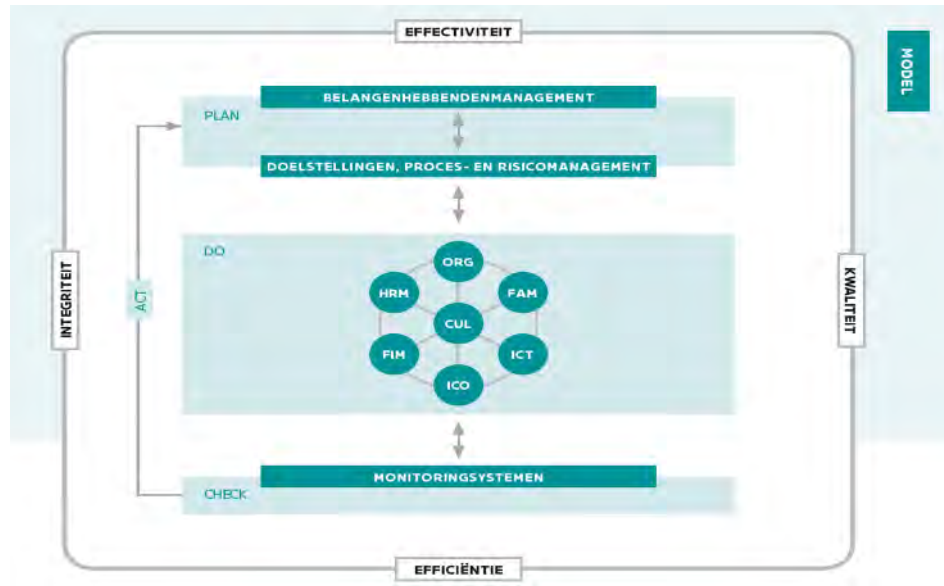 EFFECTIVITEIT
MODEL
BELANGENHEBBENDENMANAGEMENT
PLAN
DOELSTELLINGEN, PROCES- EN RISICOMANAGEMENT
DO
ORG
HRM
FAM
INTEGRITEIT
ACT
CUL
KWALITEIT
FIM
ICT
ICO
MONITORINGSYSTEMEN
CHECK
EFFICIËNTIE